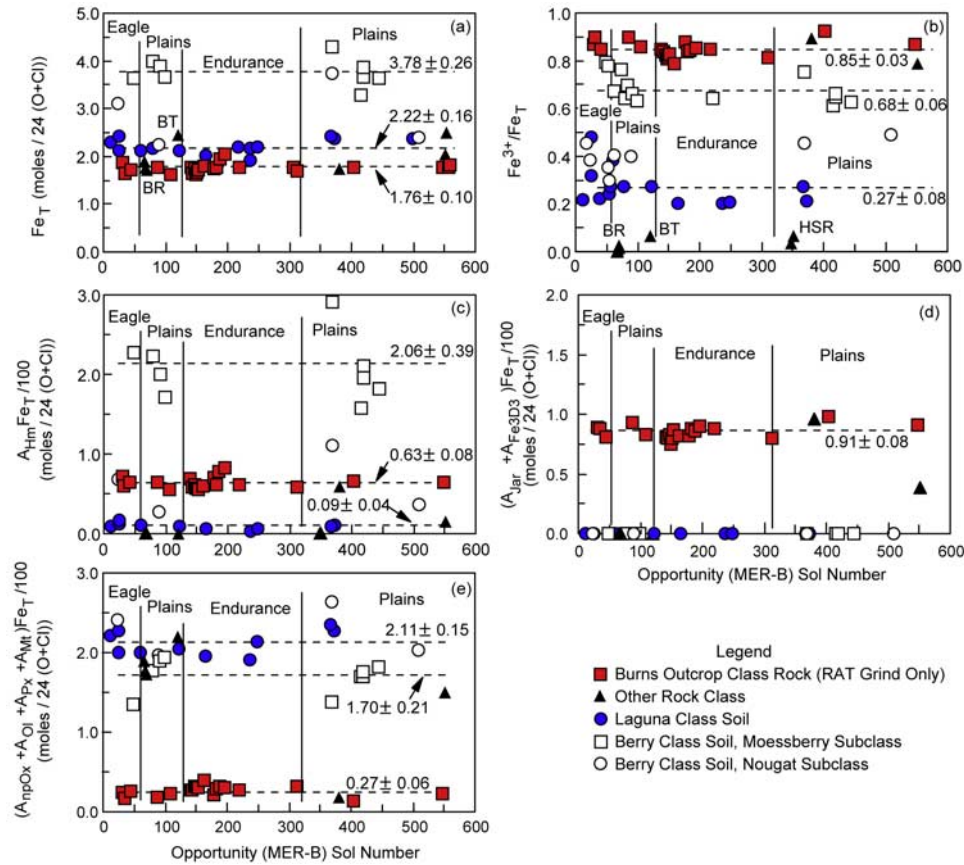 (a)
Eagle
Plains
Endurance
Plains
3.78± 0.26
2.22± 0.16
1.76± 0.10
BT
BR
Fe_T (moles / 24 (O+Cl))
5.0
4.0
3.0
2.0
1.0
0.0
0 100 200 300 400 500 600
(b)
0.85± 0.03
0.68± 0.06
Eagle
Plains
Endurance
Plains
0.27± 0.08
BR
BT
HSR
Fe³⁺/Fe_T
1.0
0.8
0.6
0.4
0.2
0.0
0 100 200 300 400 500 600
(c)
Eagle
Plains
Endurance
Plains
2.06± 0.39
0.63± 0.08
0.09± 0.04
A_Hm Fe_T /100
(moles / 24 (O+Cl))
3.0
2.0
1.0
0.0
0 100 200 300 400 500 600
(d)
Eagle
Plains
Endurance
Plains
0.91± 0.08
(A_Jar +A_Fe3D3 )Fe_T /100
(moles / 24 (O+Cl))
2.0
1.5
1.0
0.5
0.0
0 100 200 300 400 500 600
Opportunity (MER-B) Sol Number
(e)
Eagle
Plains
Endurance
Plains
2.11± 0.15
1.70± 0.21
0.27± 0.06
(A_npOx +A_Ol +A_Px +A_Mt)Fe_T /100
(moles / 24 (O+Cl))
3.0
2.0
1.0
0.0
0 100 200 300 400 500 600
Opportunity (MER-B) Sol Number
Legend
Burns Outcrop Class Rock (RAT Grind Only)
Other Rock Class
Laguna Class Soil
Berry Class Soil, Moessberry Subclass
Berry Class Soil, Nougat Subclass